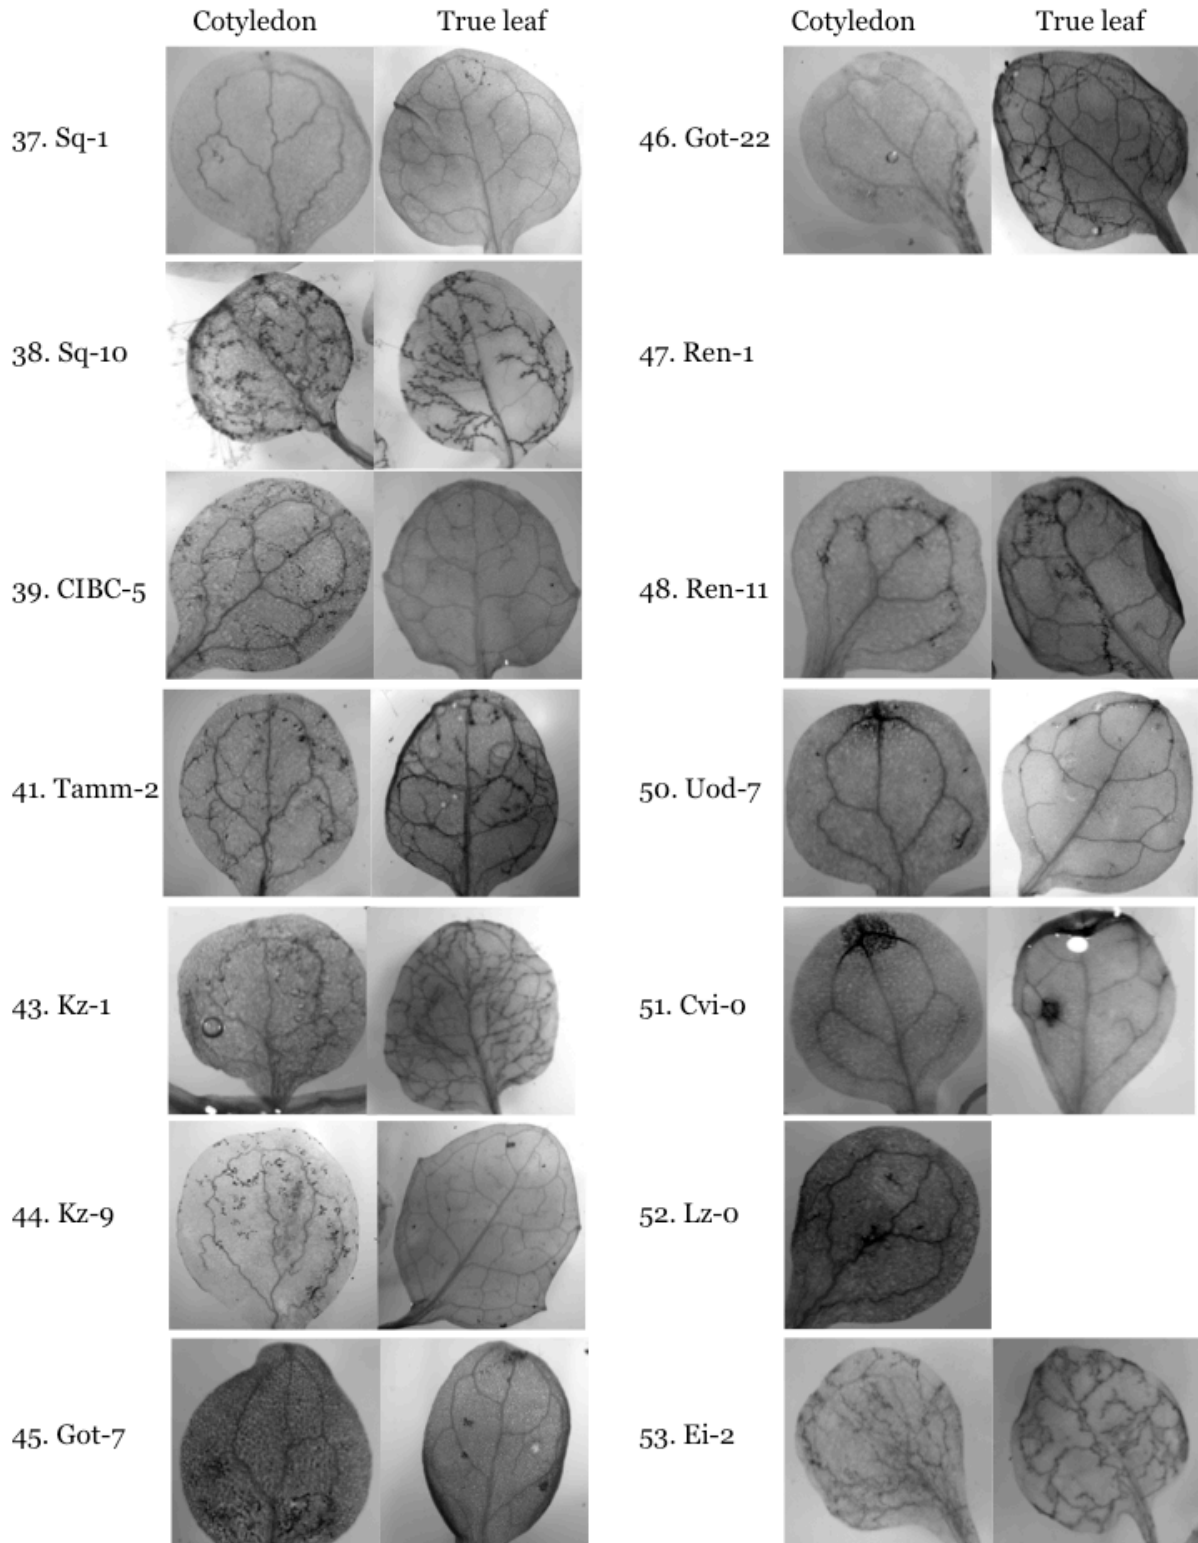 Cotyledon True leaf Cotyledon True leaf
37. Sq-1
46. Got-22
38. Sq-10
47. Ren-1
39. CIBC-5
48. Ren-11
41. Tamm-2
50. Uod-7
43. Kz-1
51. Cvi-0
44. Kz-9
52. Lz-0
45. Got-7
53. Ei-2